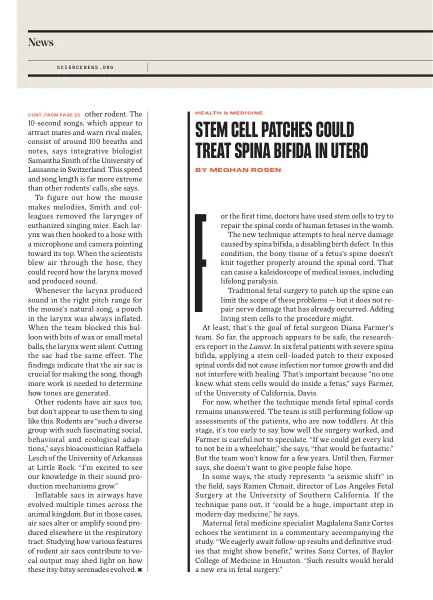 News
SCIENCENEWS.ORG
CONT. FROM PAGE 22 other rodent. The
10-second songs, which appear to
attract mates and warn rival males,
consist of around 100 breaths and
notes, says integrative biologist
Samantha Smith of the University of
Lausanne in Switzerland. This speed
and song length is far more extreme
than other rodents' calls, she says.
To figure out how the mouse
makes melodies, Smith and col-
leagues removed the larynges of
euthanized singing mice. Each lar-
ynx was then hooked to a hose with
a microphone and camera pointing
toward its top. When the scientists
blew air through the hose, they
could record how the larynx moved
and produced sound.
Whenever the larynx produced
sound in the right pitch range for
the mouse's natural song, a pouch
in the larynx was always inflated.
When the team blocked this bal-
loon with bits of wax or small metal
balls, the larynx went silent. Cutting
the sac had the same effect. The
findings indicate that the air sac is
crucial for making the song, though
more work is needed to determine
how tones are generated.
Other rodents have air sacs too,
but don't appear to use them to sing
like this. Rodents are "such a diverse
group with such fascinating social,
behavioral and ecological adap-
tions," says bioacoustician Raffaela
Lesch of the University of Arkansas
at Little Rock. "I'm excited to see
our knowledge in their sound pro-
duction mechanisms grow."
Inflatable sacs in airways have
evolved multiple times across the
animal kingdom. But in those cases,
air sacs alter or amplify sound pro-
duced elsewhere in the respiratory
tract. Studying how various features
of rodent air sacs contribute to vo-
cal output may shed light on how
these itsy-bitsy serenades evolved.
HEALTH & MEDICINE
STEM CELL PATCHES COULD
TREAT SPINA BIFIDA IN UTERO
BY MEGHAN ROSEN
For the first time, doctors have used stem cells to try to
repair the spinal cords of human fetuses in the womb.
The new technique attempts to heal nerve damage
caused by spina bifida, a disabling birth defect. In this
condition, the bony tissue of a fetus's spine doesn't
knit together properly around the spinal cord. That
can cause a kaleidoscope of medical issues, including
lifelong paralysis.
Traditional fetal surgery to patch up the spine can
limit the scope of these problems — but it does not re-
pair nerve damage that has already occurred. Adding
living stem cells to the procedure might.
At least, that's the goal of fetal surgeon Diana Farmer's
team. So far, the approach appears to be safe, the research-
ers report in the Lancet. In six fetal patients with severe spina
bifida, applying a stem cell–loaded patch to their exposed
spinal cords did not cause infection nor tumor growth and did
not interfere with healing. That's important because "no one
knew what stem cells would do inside a fetus," says Farmer,
of the University of California, Davis.
For now, whether the technique mends fetal spinal cords
remains unanswered. The team is still performing follow-up
assessments of the patients, who are now toddlers. At this
stage, it's too early to say how well the surgery worked, and
Farmer is careful not to speculate. "If we could get every kid
to not be in a wheelchair," she says, "that would be fantastic."
But the team won't know for a few years. Until then, Farmer
says, she doesn't want to give people false hope.
In some ways, the study represents "a seismic shift" in
the field, says Ramen Chmait, director of Los Angeles Fetal
Surgery at the University of Southern California. If the
technique pans out, it "could be a huge, important step in
modern-day medicine," he says.
Maternal fetal medicine specialist Magdalena Sanz Cortes
echoes the sentiment in a commentary accompanying the
study. "We eagerly await follow-up results and definitive stud-
ies that might show benefit," writes Sanz Cortes, of Baylor
College of Medicine in Houston. "Such results would herald
a new era in fetal surgery."